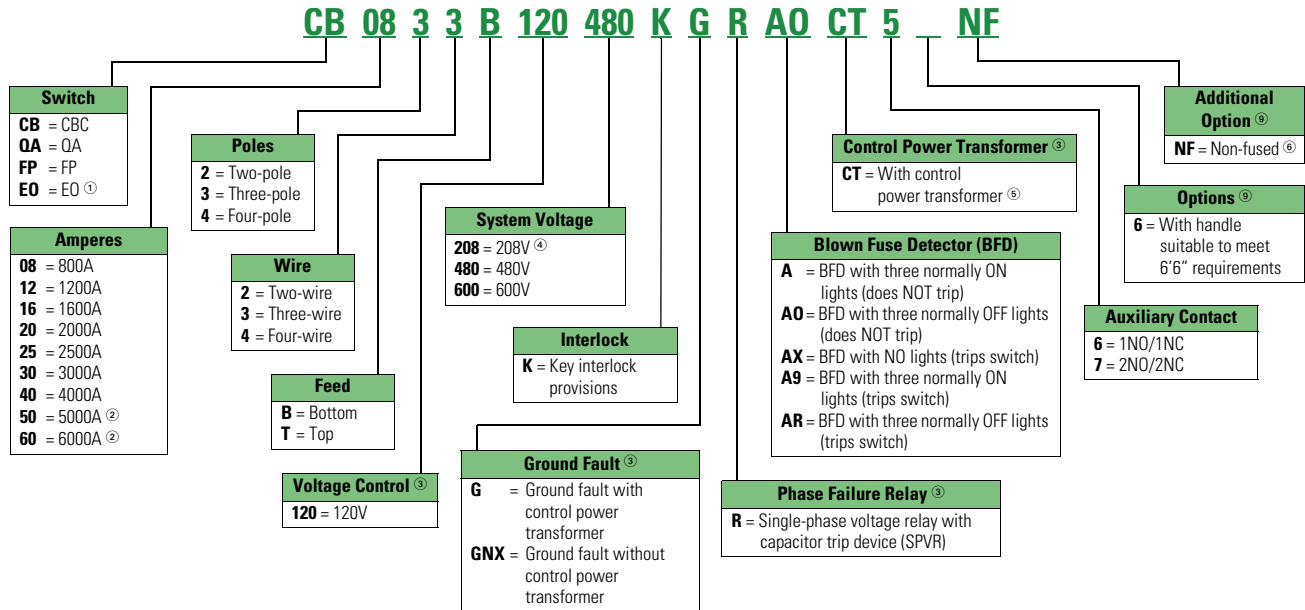 CB 08 3 3 B 120 480 K G R AO CT 5 _ NF
Switch
CB = CBC
QA = QA
FP = FP
EO = EO ①
Amperes
08 = 800A
12 = 1200A
16 = 1600A
20 = 2000A
25 = 2500A
30 = 3000A
40 = 4000A
50 = 5000A ②
60 = 6000A ②
Poles
2 = Two-pole
3 = Three-pole
4 = Four-pole
Wire
2 = Two-wire
3 = Three-wire
4 = Four-wire
Feed
B = Bottom
T = Top
Voltage Control ③
120 = 120V
System Voltage
208 = 208V ④
480 = 480V
600 = 600V
Interlock
K = Key interlock
provisions
Ground Fault ③
G = Ground fault with
control power
transformer
GNX = Ground fault without
control power
transformer
Phase Failure Relay ③
R = Single-phase voltage relay with
capacitor trip device (SPVR)
Blown Fuse Detector (BFD)
A = BFD with three normally ON
lights (does NOT trip)
AO = BFD with three normally OFF lights
(does NOT trip)
AX = BFD with NO lights (trips switch)
A9 = BFD with three normally ON
lights (trips switch)
AR = BFD with three normally OFF lights
(trips switch)
Control Power Transformer ③
CT = With control
power transformer ⑤
Auxiliary Contact
6 = 1NO/1NC
7 = 2NO/2NC
Options ⑨
6 = With handle
suitable to meet
6'6" requirements
Additional
Option ⑨
NF = Non-fused ⑥